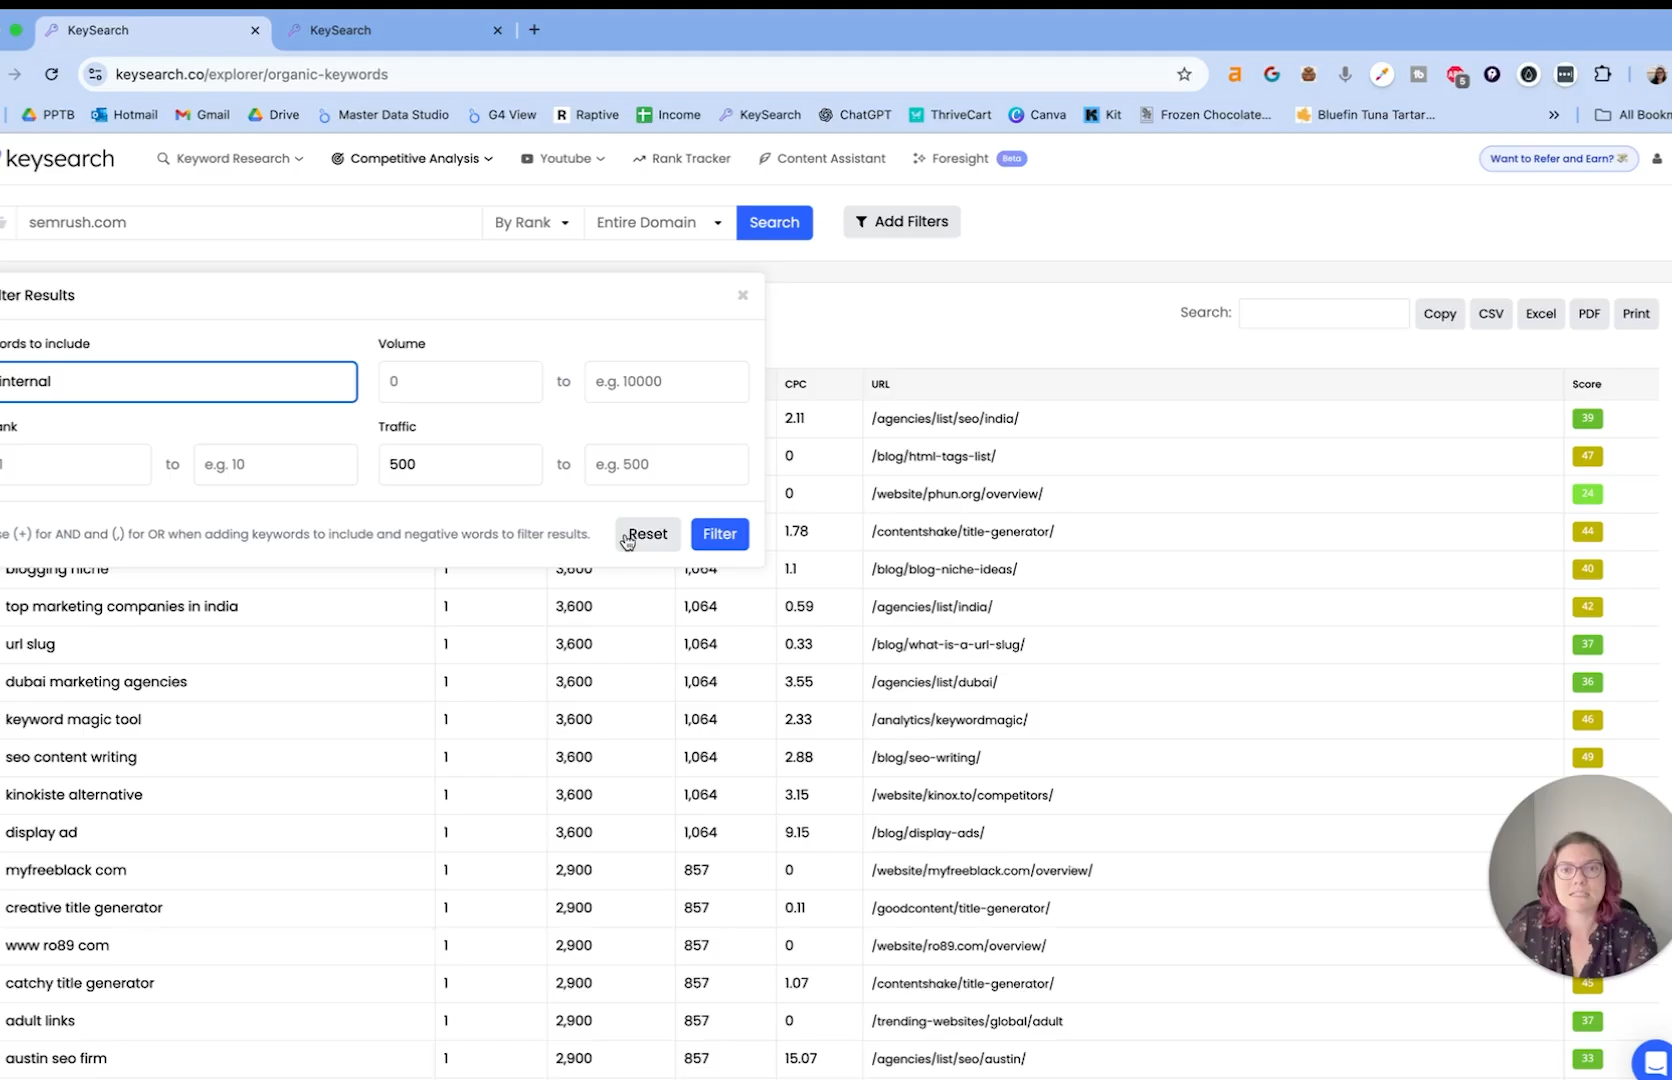 KeySearch
KeySearch
keysearch.co/explorer/organic-keywords
5
PPTB Hotmail Gmail Drive Master Data Studio G4 View Raptive Income KeySearch ChatGPT ThriveCart Canva Kit Frozen Chocolate... Bluefin Tuna Tartar... » All Bookm
keysearch Keyword Research Competitive Analysis Youtube Rank Tracker Content Assistant Foresight Beta Want to Refer and Earn?
semrush.com By Rank Entire Domain Search Add Filters
lter Results
Search: Copy CSV Excel PDF Print
ords to include Volume
internal 0 to e.g. 10000
CPC URL Score
2.11 /agencies/list/seo/india/ 39
ank Traffic
0 /blog/html-tags-list/ 47
1 to e.g. 10 500 to e.g. 500
0 /website/phun.org/overview/ 24
se (+) for AND and (,) for OR when adding keywords to include and negative words to filter results. Reset Filter
1.78 /contentshake/title-generator/ 44
blogging niche 1 3,600 1,064 1.1 /blog/blog-niche-ideas/ 40
top marketing companies in india 1 3,600 1,064 0.59 /agencies/list/india/ 42
url slug 1 3,600 1,064 0.33 /blog/what-is-a-url-slug/ 37
dubai marketing agencies 1 3,600 1,064 3.55 /agencies/list/dubai/ 36
keyword magic tool 1 3,600 1,064 2.33 /analytics/keywordmagic/ 46
seo content writing 1 3,600 1,064 2.88 /blog/seo-writing/ 49
kinokiste alternative 1 3,600 1,064 3.15 /website/kinox.to/competitors/
display ad 1 3,600 1,064 9.15 /blog/display-ads/
myfreeblack com 1 2,900 857 0 /website/myfreeblack.com/overview/
creative title generator 1 2,900 857 0.11 /goodcontent/title-generator/
www ro89 com 1 2,900 857 0 /website/ro89.com/overview/
catchy title generator 1 2,900 857 1.07 /contentshake/title-generator/ 45
adult links 1 2,900 857 0 /trending-websites/global/adult 37
austin seo firm 1 2,900 857 15.07 /agencies/list/seo/austin/ 33